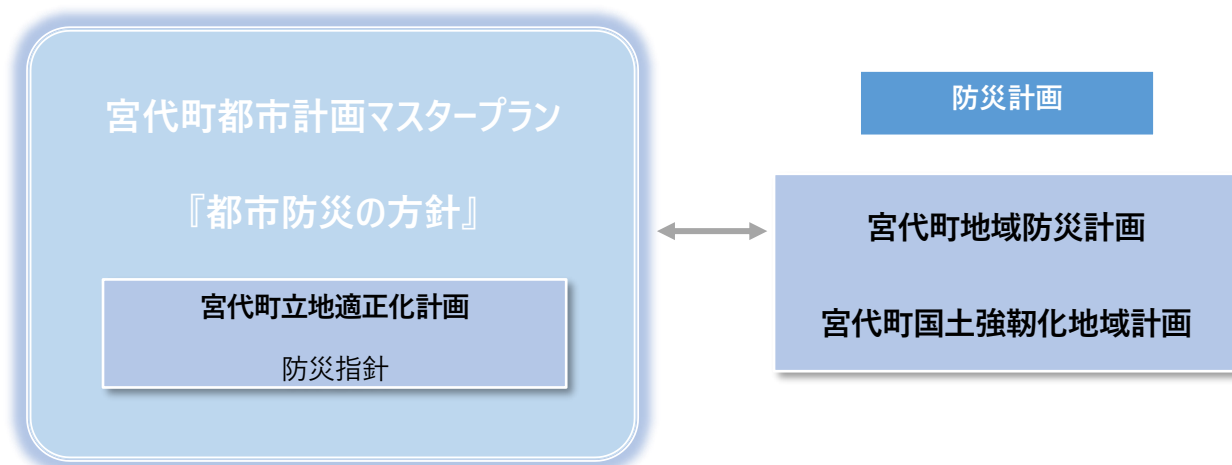 宮代町都市計画マスタープラン
『都市防災の方針』
宮代町立地適正化計画
防災指針
防災計画
宮代町地域防災計画
宮代町国土強靭化地域計画